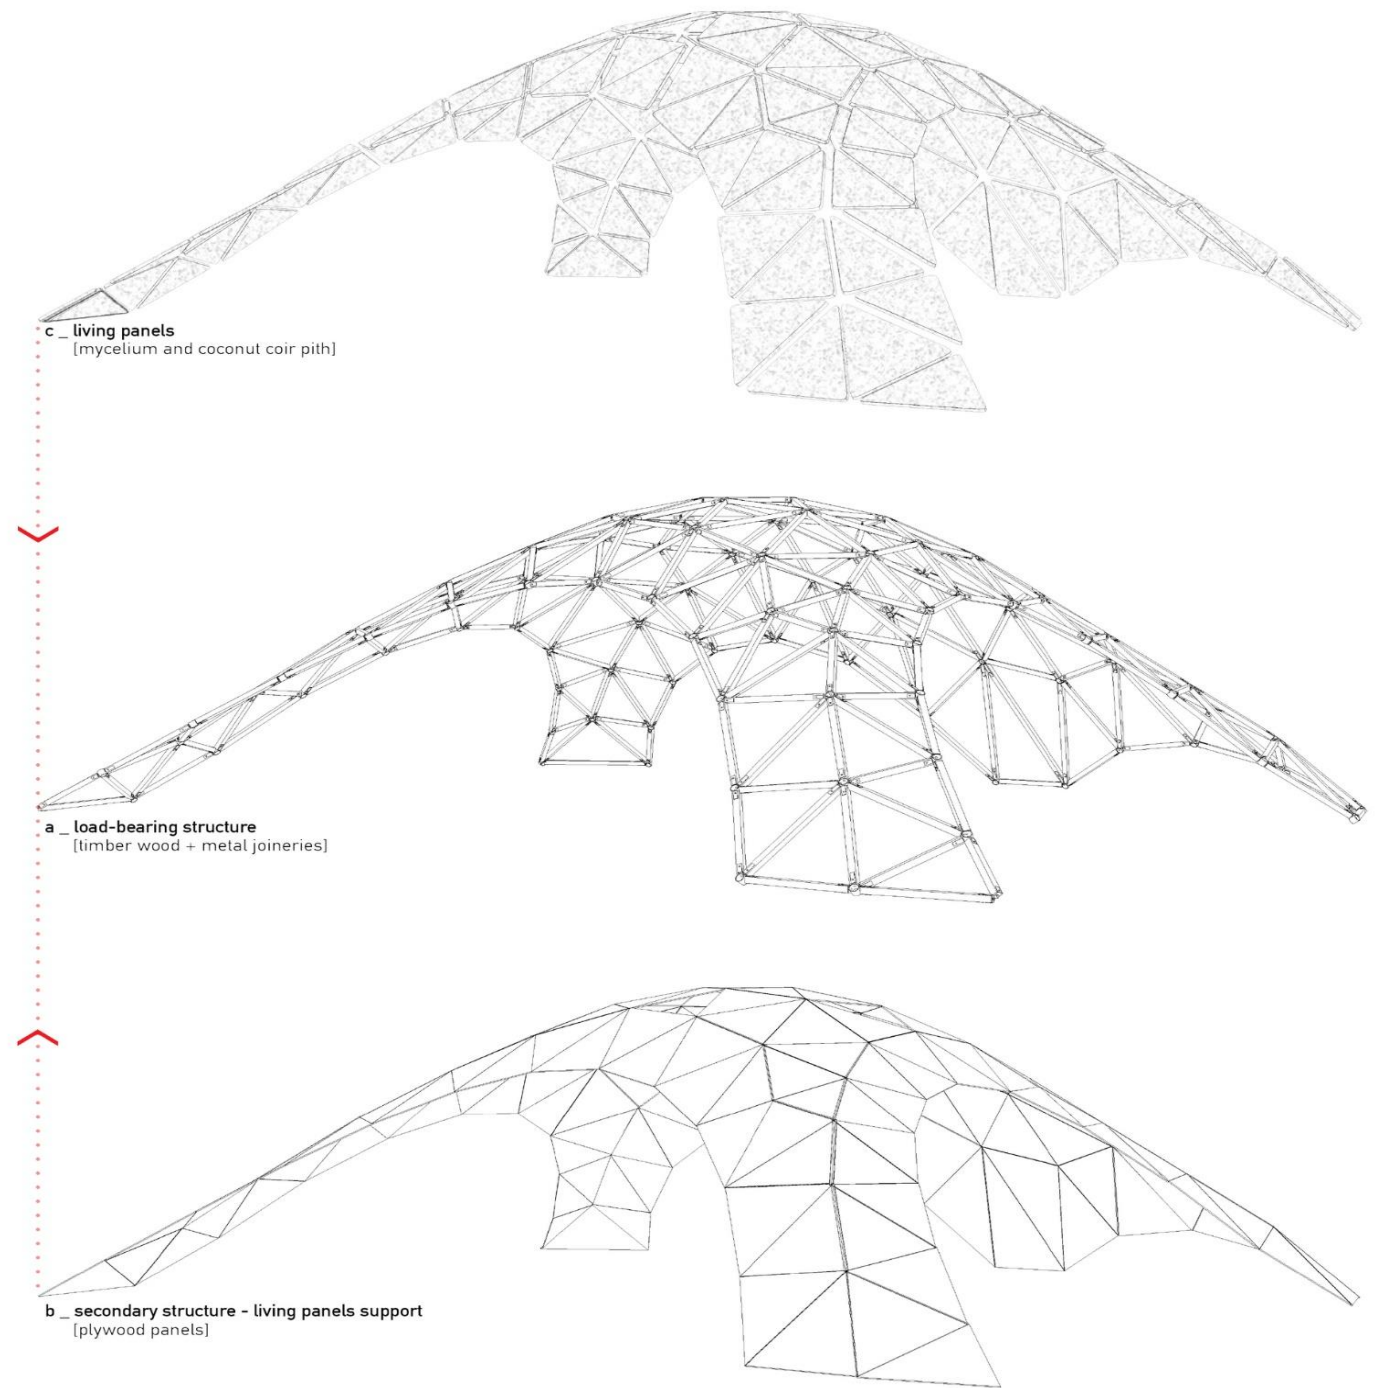 c _ living panels
[mycelium and coconut coir pith]
a _ load-bearing structure
[timber wood + metal joineries]
b _ secondary structure - living panels support
[plywood panels]